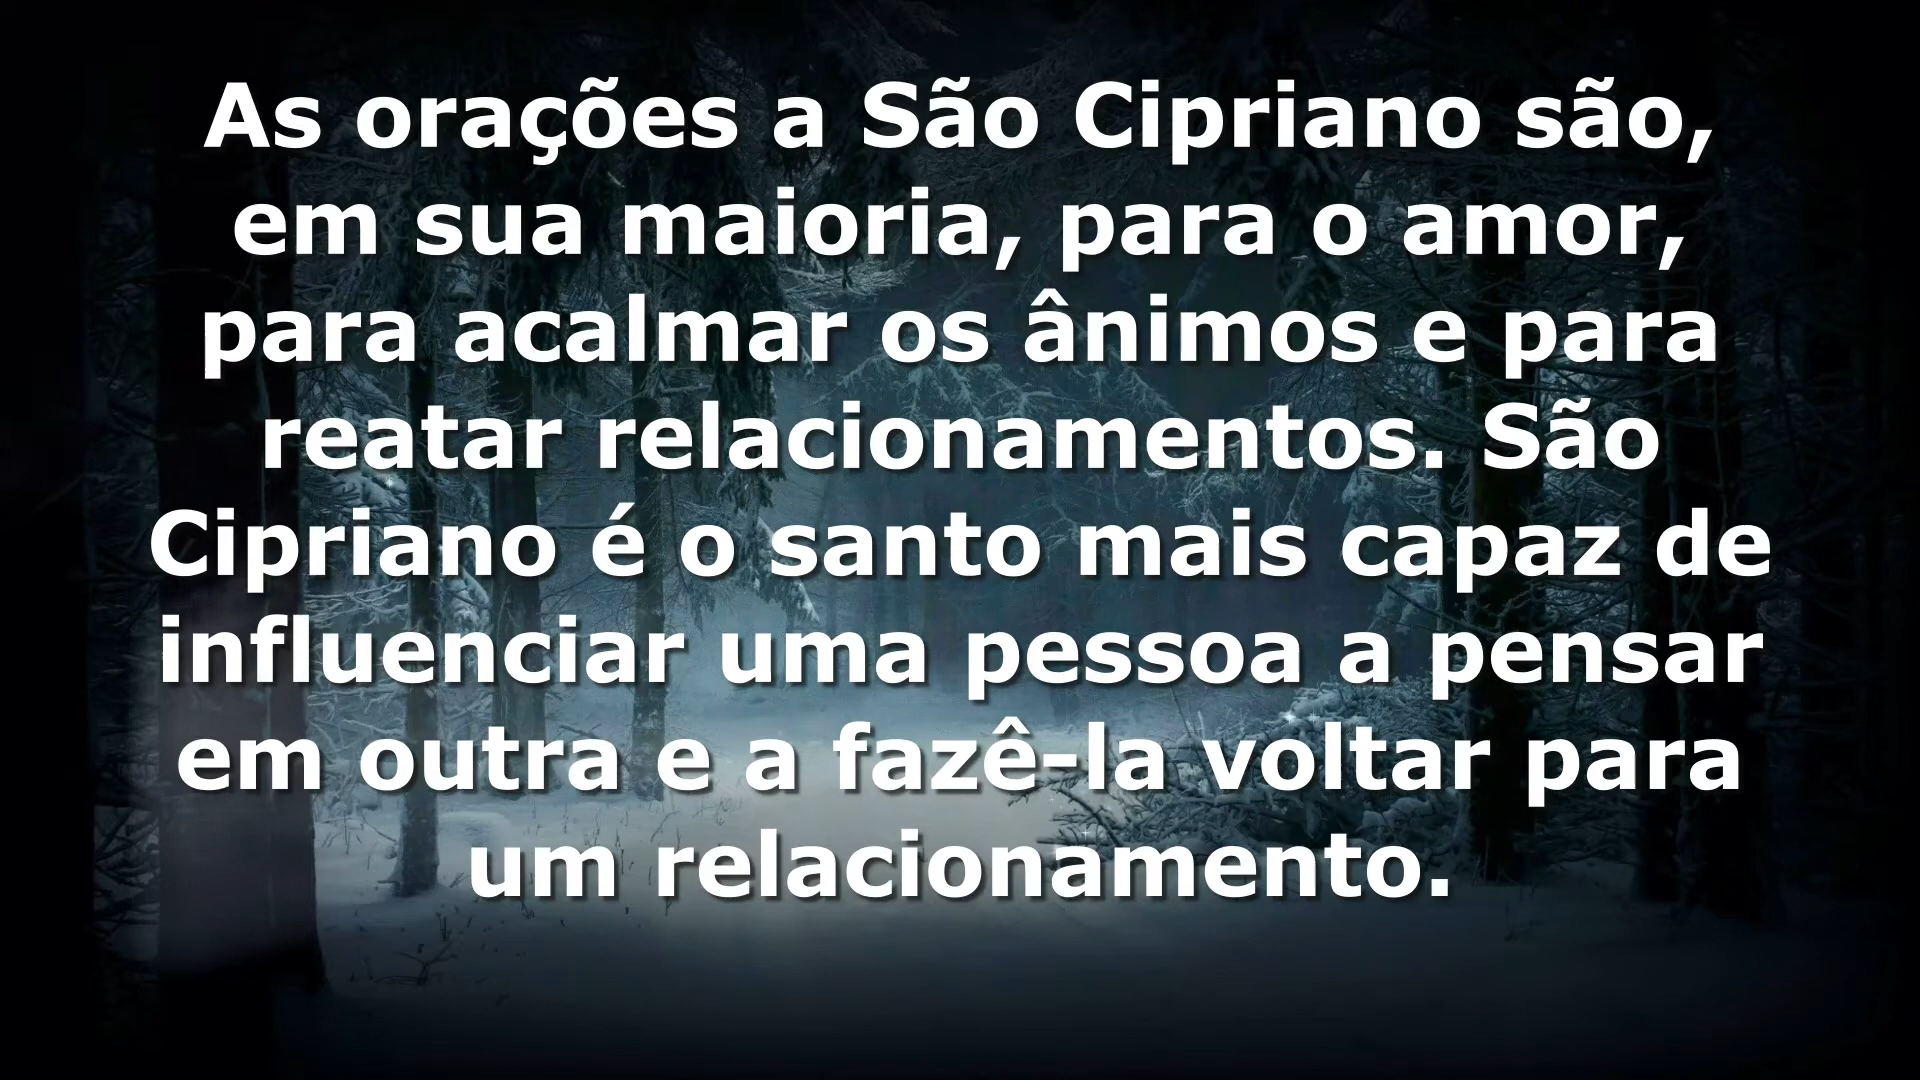 As orações a São Cipriano são,
em sua maioria, para o amor,
para acalmar os ânimos e para
reatar relacionamentos. São
Cipriano é o santo mais capaz de
influenciar uma pessoa a pensar
em outra e a fazê-la voltar para
um relacionamento.